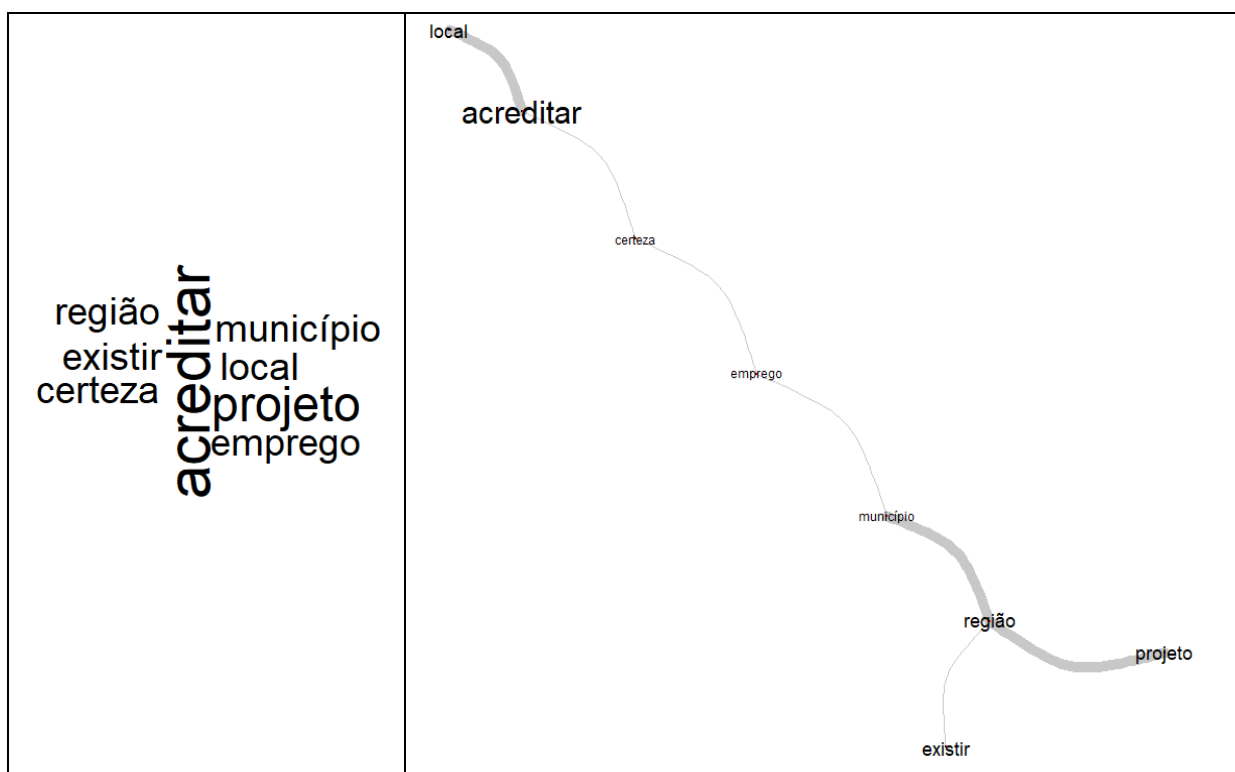 região
existir
certeza
acreditar
município
local
projeto
emprego
local
acreditar
certeza
emprego
município
região
projeto
existir